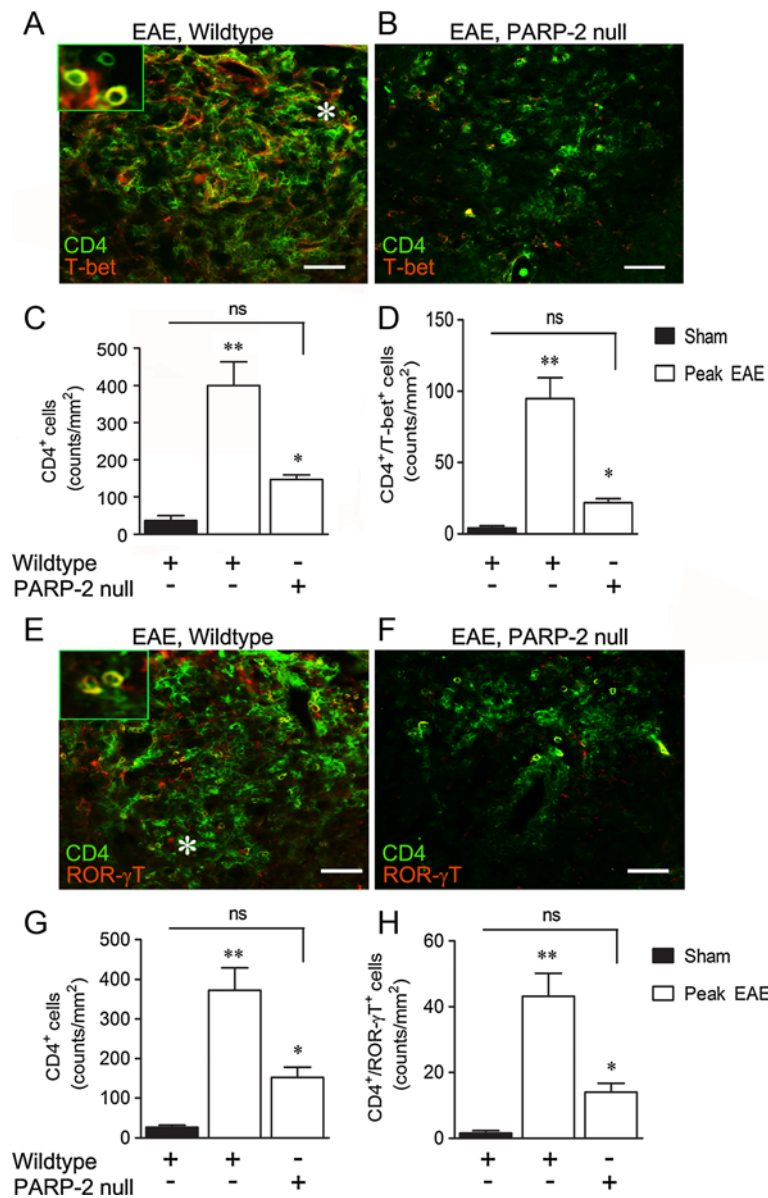 A
EAE, Wildtype
CD4
T-bet
*
B
EAE, PARP-2 null
CD4
T-bet
C
ns
**
*
500
400
300
200
100
0
CD4+ cells
(counts/mm²)
D
ns
**
*
150
100
50
0
CD4+/T-bet+ cells
(counts/mm²)
Sham
Peak EAE
Wildtype + + - + + -
PARP-2 null - - + - - +
E
EAE, Wildtype
CD4
ROR-γT
*
F
EAE, PARP-2 null
CD4
ROR-γT
G
ns
**
*
500
400
300
200
100
0
CD4+ cells
(counts/mm²)
H
ns
**
*
60
40
20
0
CD4+/ROR-γT+ cells
(counts/mm²)
Sham
Peak EAE
Wildtype + + - + + -
PARP-2 null - - + - - +